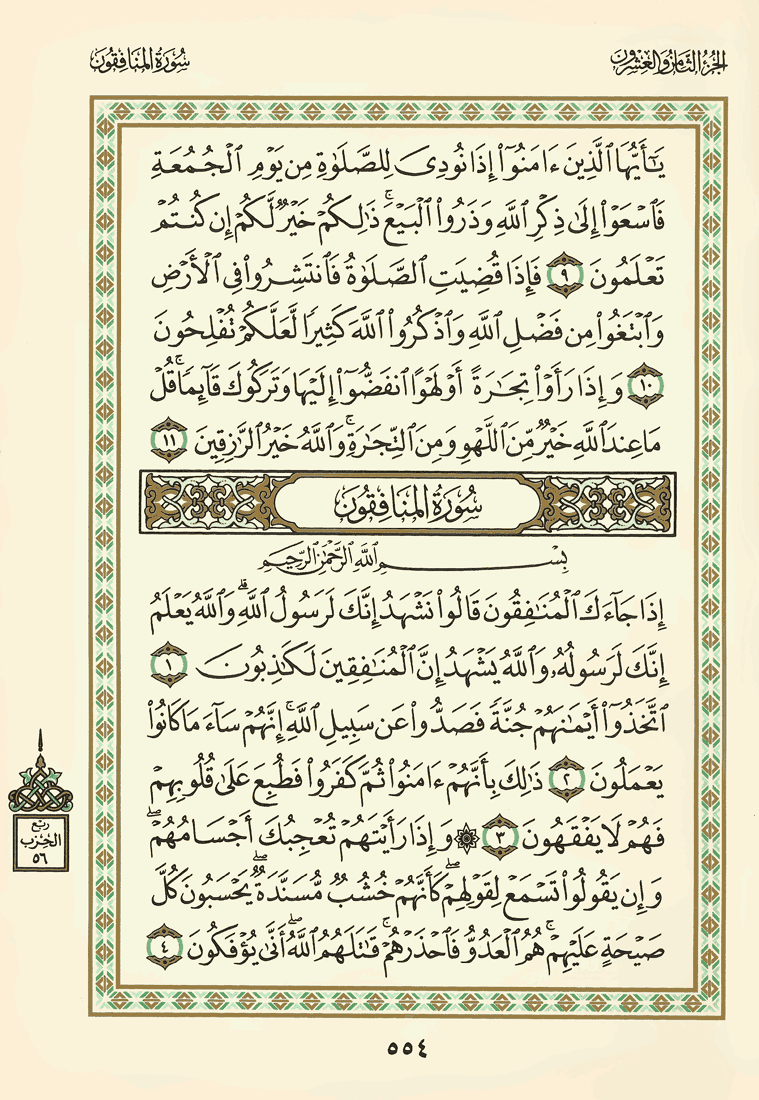 الجزء الثامن والعشرون
سورة المنافقون
يَٰٓأَيُّهَا ٱلَّذِينَ ءَامَنُوٓا۟ إِذَا نُودِىَ لِلصَّلَوٰةِ مِن يَوْمِ ٱلْجُمُعَةِ
فَٱسْعَوْا۟ إِلَىٰ ذِكْرِ ٱللَّهِ وَذَرُوا۟ ٱلْبَيْعَ ۚ ذَٰلِكُمْ خَيْرٌ لَّكُمْ إِن كُنتُمْ
تَعْلَمُونَ ٩ فَإِذَا قُضِيَتِ ٱلصَّلَوٰةُ فَٱنتَشِرُوا۟ فِى ٱلْأَرْضِ
وَٱبْتَغُوا۟ مِن فَضْلِ ٱللَّهِ وَٱذْكُرُوا۟ ٱللَّهَ كَثِيرًا لَّعَلَّكُمْ تُفْلِحُونَ
١٠ وَإِذَا رَأَوْا۟ تِجَٰرَةً أَوْ لَهْوًا ٱنفَضُّوٓا۟ إِلَيْهَا وَتَرَكُوكَ قَآئِمًا ۚ قُلْ
مَا عِندَ ٱللَّهِ خَيْرٌ مِّنَ ٱللَّهْوِ وَمِنَ ٱلتِّجَٰرَةِ ۚ وَٱللَّهُ خَيْرُ ٱلرَّٰزِقِينَ ١١
سُورَةُ المُنَافِقُونَ
بِسْمِ ٱللَّهِ ٱلرَّحْمَٰنِ ٱلرَّحِيمِ
إِذَا جَآءَكَ ٱلْمُنَٰفِقُونَ قَالُوا۟ نَشْهَدُ إِنَّكَ لَرَسُولُ ٱللَّهِ ۗ وَٱللَّهُ يَعْلَمُ
إِنَّكَ لَرَسُولُهُۥ وَٱللَّهُ يَشْهَدُ إِنَّ ٱلْمُنَٰفِقِينَ لَكَٰذِبُونَ ١
ٱتَّخَذُوٓا۟ أَيْمَٰنَهُمْ جُنَّةً فَصَدُّوا۟ عَن سَبِيلِ ٱللَّهِ ۚ إِنَّهُمْ سَآءَ مَا كَانُوا۟
يَعْمَلُونَ ٢ ذَٰلِكَ بِأَنَّهُمْ ءَامَنُوا۟ ثُمَّ كَفَرُوا۟ فَطُبِعَ عَلَىٰ قُلُوبِهِمْ
فَهُمْ لَا يَفْقَهُونَ ٣ ۞ وَإِذَا رَأَيْتَهُمْ تُعْجِبُكَ أَجْسَامُهُمْ ۖ
وَإِن يَقُولُوا۟ تَسْمَعْ لِقَوْلِهِمْ ۖ كَأَنَّهُمْ خُشُبٌ مُّسَنَّدَةٌ ۖ يَحْسَبُونَ كُلَّ
صَيْحَةٍ عَلَيْهِمْ ۚ هُمُ ٱلْعَدُوُّ فَٱحْذَرْهُمْ ۚ قَٰتَلَهُمُ ٱللَّهُ ۖ أَنَّىٰ يُؤْفَكُونَ ٤
ربع
الحزب
٥٦
٥٥٤